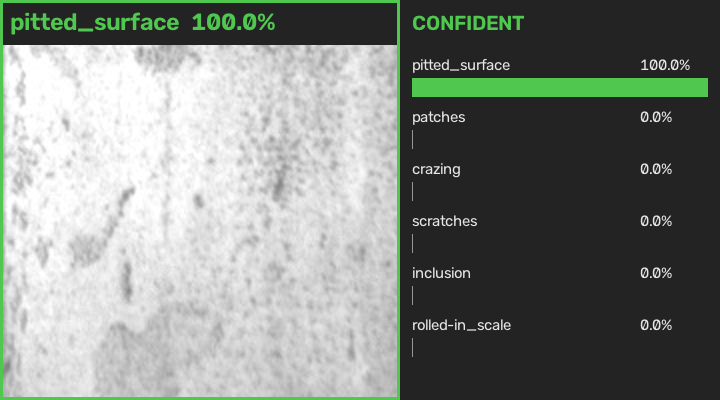 pitted_surface 100.0%
CONFIDENT
pitted_surface 100.0%
patches 0.0%
crazing 0.0%
scratches 0.0%
inclusion 0.0%
rolled-in_scale 0.0%